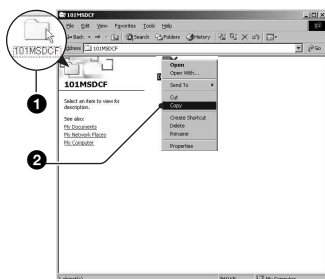 101MSDCF
101MSDCF
File Edit View Favorites Tools Help
Back Search Folders History
Address 101MSDCF Go
101MSDCF
Select an item to view its
description.
See also:
My Documents
My Network Places
My Computer
Open
Open With...
Send To
Cut
Copy
Create Shortcut
Delete
Rename
Properties
1
2
My Computer